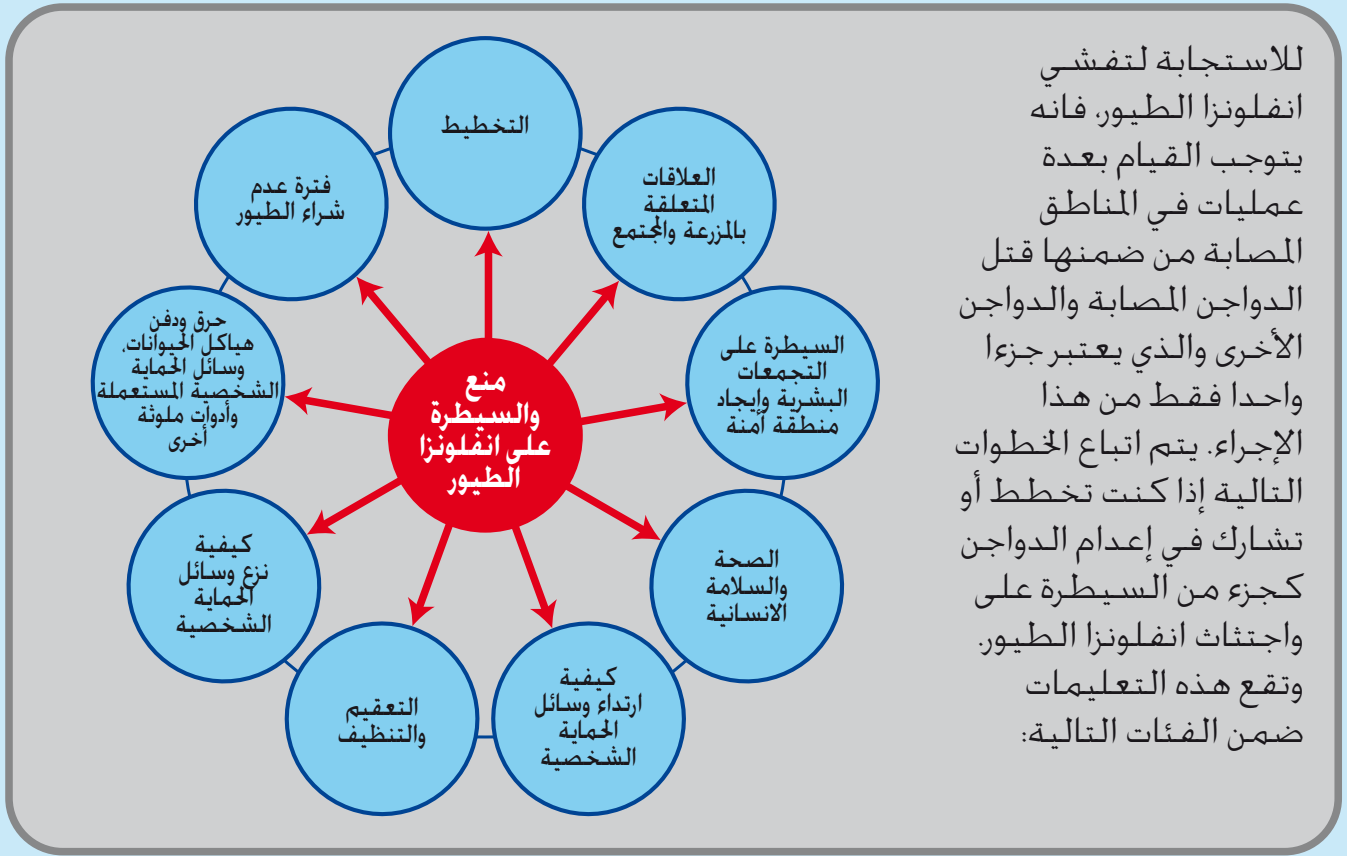 للاستجابة لتفشي
انفلونزا الطيور، فانه
يتوجب القيام بعدة
عمليات في المناطق
المصابة من ضمنها قتل
الدواجن المصابة والدواجن
الأخرى والذي يعتبر جزءا
واحدا فقط من هذا
الإجراء. يتم اتباع الخطوات
التالية إذا كنت تخطط أو
تشارك في إعدام الدواجن
كجزء من السيطرة على
واجتثاث انفلونزا الطيور.
وتقع هذه التعليمات
ضمن الفئات التالية:
منع
والسيطرة
على انفلونزا
الطيور
التخطيط
العلاقات
المتعلقة
بالمزرعة والمجتمع
السيطرة على
التجمعات
البشرية وإيجاد
منطقة آمنة
الصحة
والسلامة
الانسانية
كيفية
ارتداء وسائل
الحماية
الشخصية
التعقيم
والتنظيف
كيفية
نزع وسائل
الحماية
الشخصية
حرق ودفن
هياكل الحيوانات،
وسائل الحماية
الشخصية المستعملة
وأدوات ملوثة
أخرى
فترة عدم
شراء الطيور